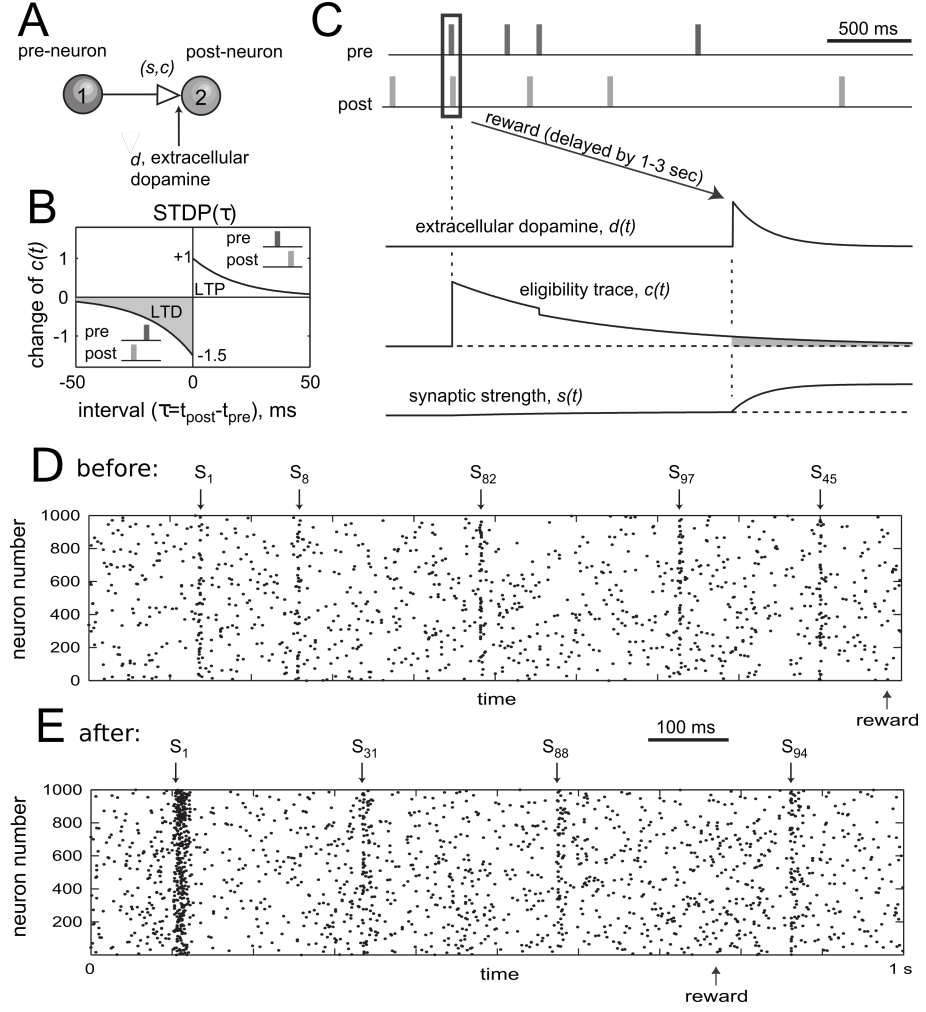 A
pre-neuron
post-neuron
(s,c)
1
2
d, extracellular
dopamine
B
STDP(τ)
change of c(t)
1
0
-1
+1
pre
post
LTP
LTD
pre
post
-1.5
-50
0
50
interval (τ=tpost-tpre), ms
C
500 ms
pre
post
reward (delayed by 1-3 sec)
extracellular dopamine, d(t)
eligibility trace, c(t)
synaptic strength, s(t)
D before:
S1
S8
S82
S97
S45
neuron number
1000
800
600
400
200
0
time
reward
E after:
100 ms
S1
S31
S88
S94
neuron number
1000
800
600
400
200
0
time
1 s
reward